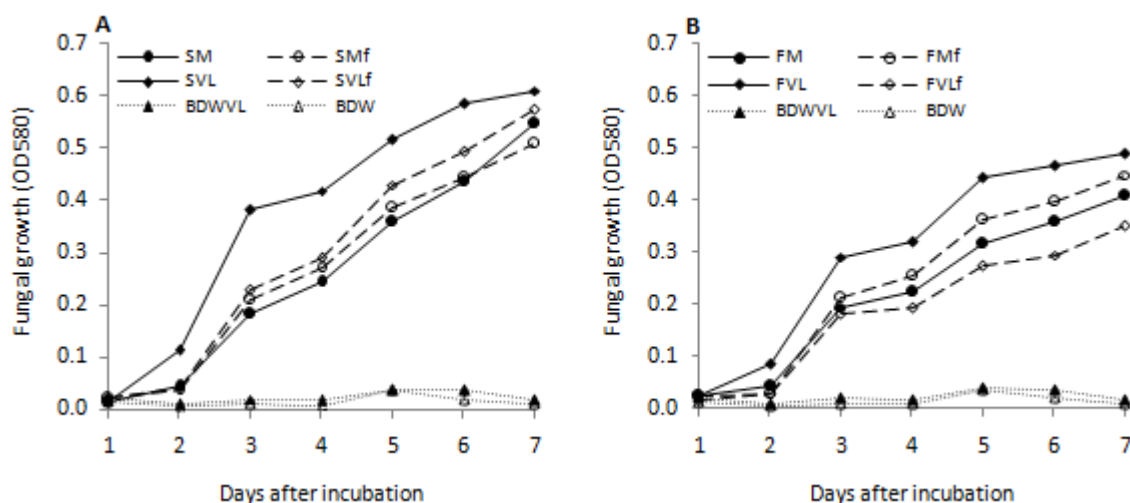 A
0.7
0.6
0.5
0.4
0.3
0.2
0.1
0.0
Fungal growth (OD580)
SM SMf
SVL SVLf
BDWVL BDW
1 2 3 4 5 6 7
Days after incubation
B
0.7
0.6
0.5
0.4
0.3
0.2
0.1
0.0
Fungal growth (OD580)
FM FMf
FVL FVLf
BDWVL BDW
1 2 3 4 5 6 7
Days after incubation